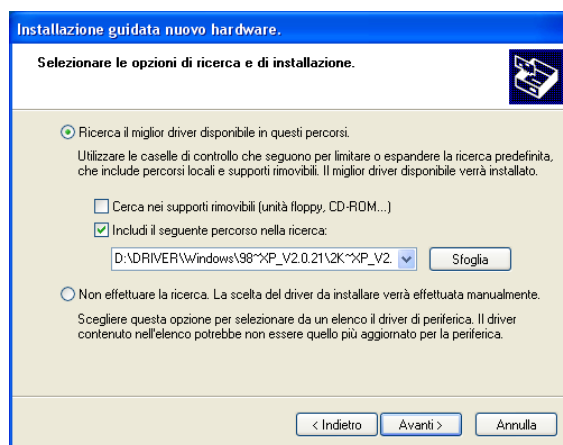 Installazione guidata nuovo hardware.
Selezionare le opzioni di ricerca e di installazione.
Ricerca il miglior driver disponibile in questi percorsi.
Utilizzare le caselle di controllo che seguono per limitare o espandere la ricerca predefinita,
che include percorsi locali e supporti rimovibili. Il miglior driver disponibile verrà installato.
Cerca nei supporti rimovibili (unità floppy, CD-ROM...)
Includi il seguente percorso nella ricerca:
D:\DRIVER\Windows\98~XP_V2.0.21\2K~XP_V2.
Sfoglia
Non effettuare la ricerca. La scelta del driver da installare verrà effettuata manualmente.
Scegliere questa opzione per selezionare da un elenco il driver di periferica. Il driver
contenuto nell'elenco potrebbe non essere quello più aggiornato per la periferica.
< Indietro
Avanti >
Annulla